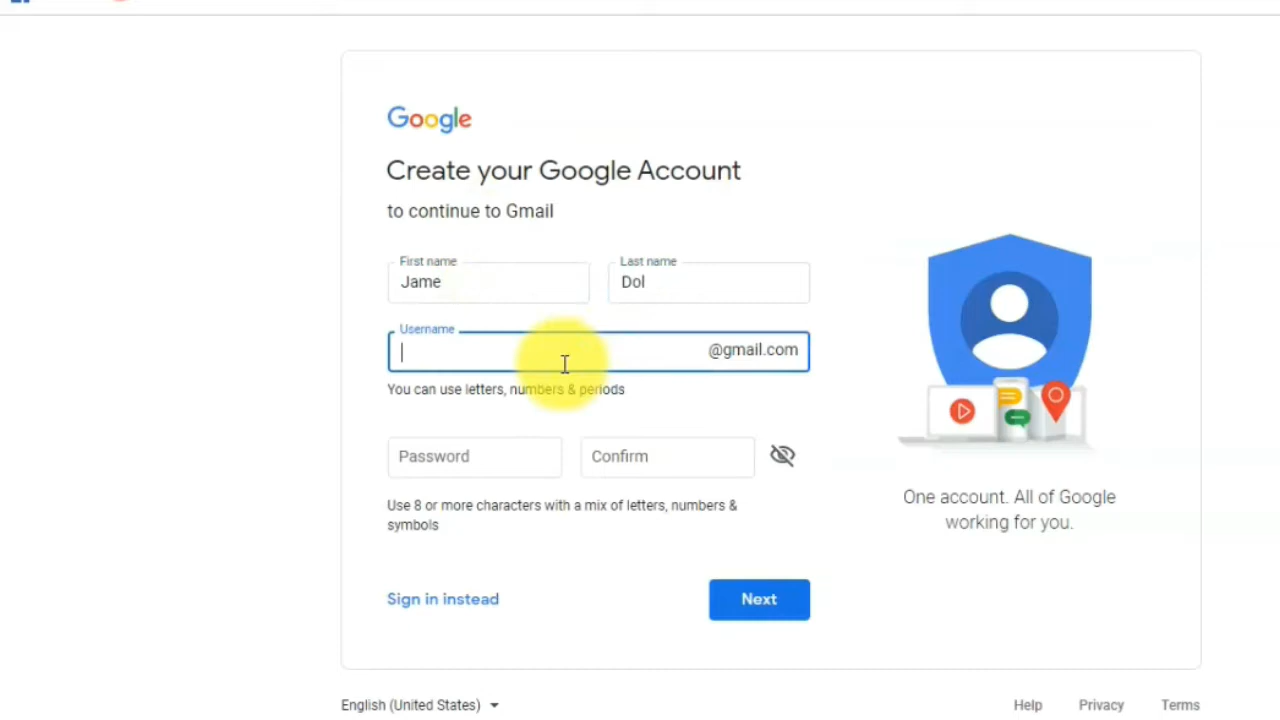 Google
Create your Google Account
to continue to Gmail
First name
Last name
Jame
Dol
Username
@gmail.com
You can use letters, numbers & periods
Password
Confirm
Use 8 or more characters with a mix of letters, numbers &
symbols
One account. All of Google
working for you.
Sign in instead
Next
English (United States)
Help
Privacy
Terms